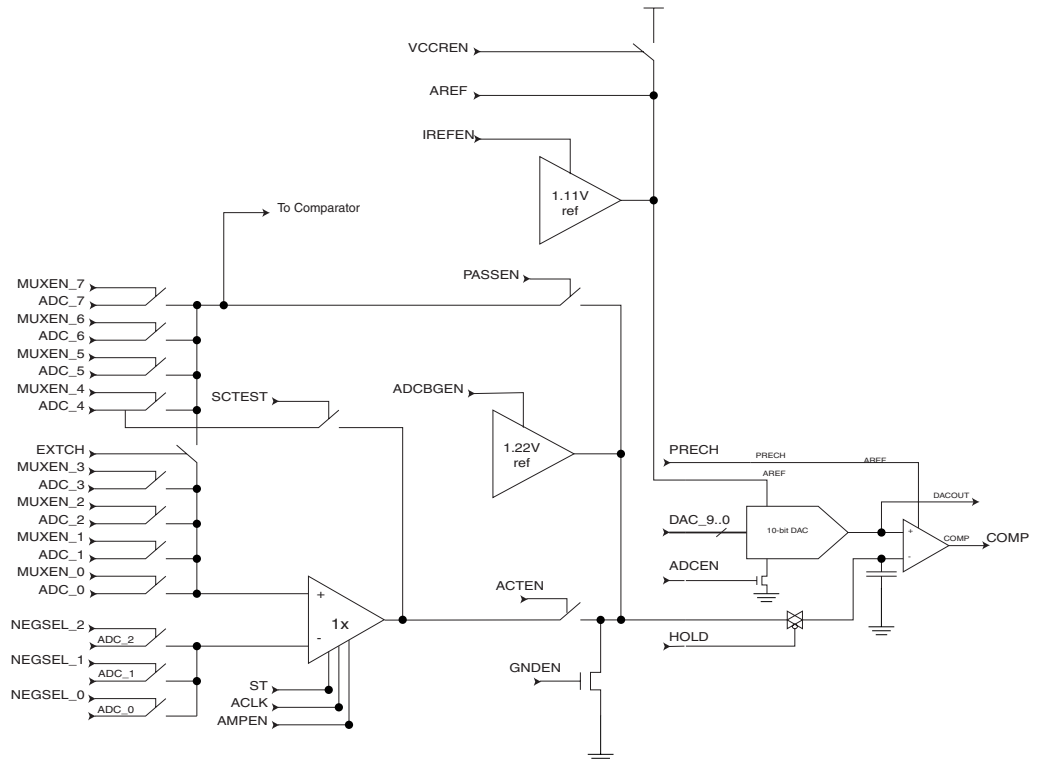 VCCREN
AREF
IREFEN
1.11V
ref
To Comparator
PASSEN
MUXEN_7
ADC_7
MUXEN_6
ADC_6
MUXEN_5
ADC_5
MUXEN_4
ADC_4
SCTEST
ADCBGEN
1.22V
ref
EXTCH
MUXEN_3
ADC_3
MUXEN_2
ADC_2
MUXEN_1
ADC_1
MUXEN_0
ADC_0
PRECH
PRECH
AREF
AREF
DACOUT
DAC_9..0
10-bit DAC
+
-
COMP
COMP
ADCEN
ACTEN
+
1x
-
NEGSEL_2
ADC_2
NEGSEL_1
ADC_1
NEGSEL_0
ADC_0
HOLD
GNDEN
ST
ACLK
AMPEN